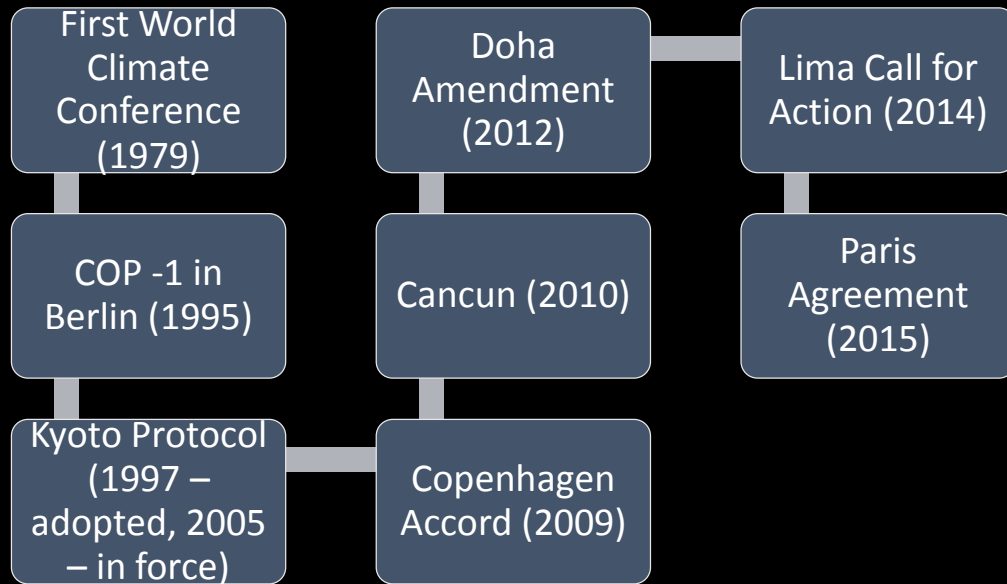 First World
Climate
Conference
(1979)
COP -1 in
Berlin (1995)
Kyoto Protocol
(1997 –
adopted, 2005
– in force)
Copenhagen
Accord (2009)
Cancun (2010)
Doha
Amendment
(2012)
Lima Call for
Action (2014)
Paris
Agreement
(2015)